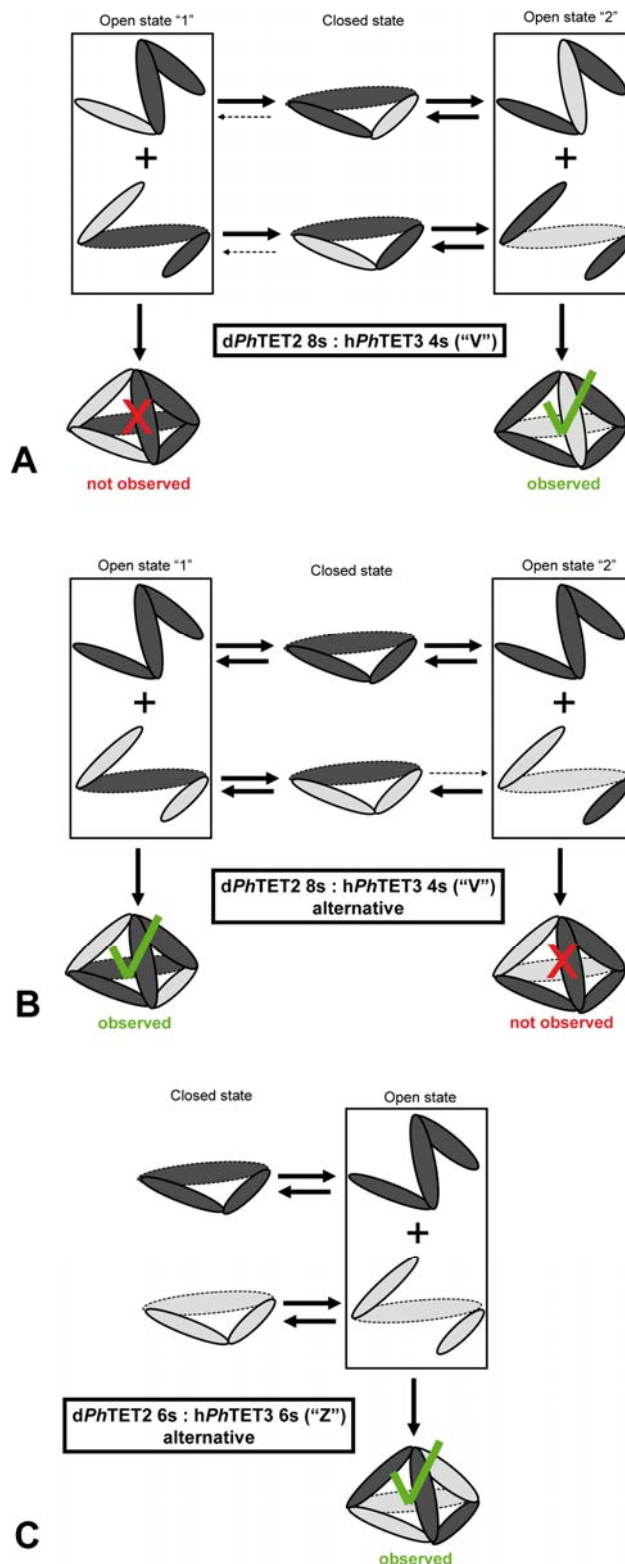 Open state "1"
Closed state
Open state "2"
+
+
dPhTET2 8s : hPhTET3 4s ("V")
X
not observed
observed
A
Open state "1"
Closed state
Open state "2"
+
+
dPhTET2 8s : hPhTET3 4s ("V")
alternative
X
observed
not observed
B
Closed state
Open state
+
dPhTET2 6s : hPhTET3 6s ("Z")
alternative
observed
C